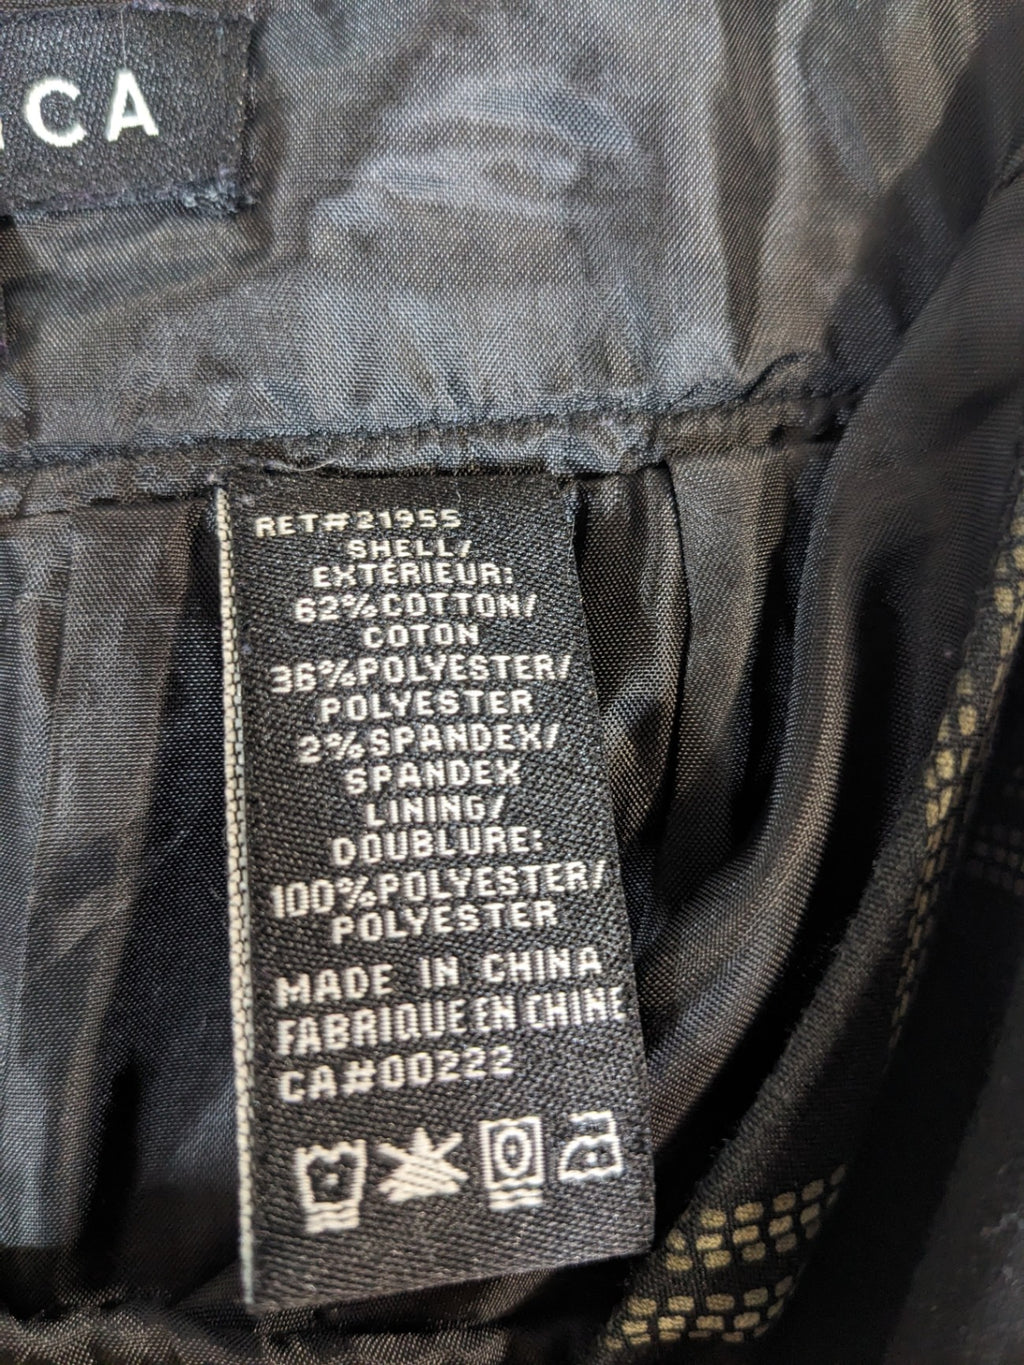 CA
RET#21955
SHELL/
EXTÉRIEUR:
62%COTTON/
COTON
36%POLYESTER/
POLYESTER
2%SPANDEX/
SPANDEX
LINING/
DOUBLURE:
100%POLYESTER/
POLYESTER
MADE IN CHINA
FABRIQUE EN CHINE
CA#00222